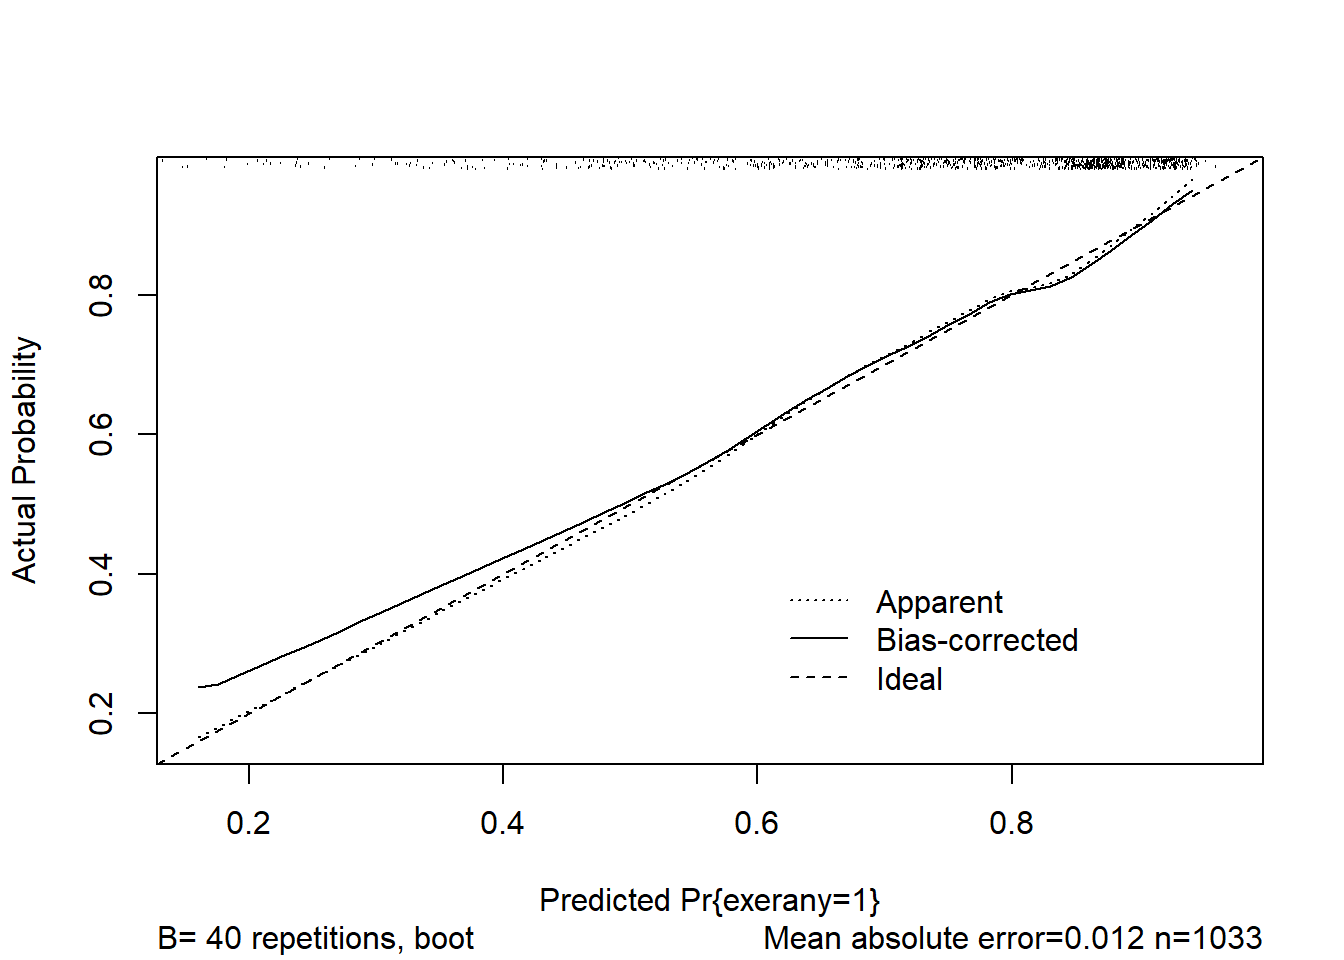 Actual Probability
0.8
0.6
0.4
0.2
Apparent
Bias-corrected
Ideal
0.2 0.4 0.6 0.8
Predicted Pr{exerany=1}
B= 40 repetitions, boot
Mean absolute error=0.012 n=1033